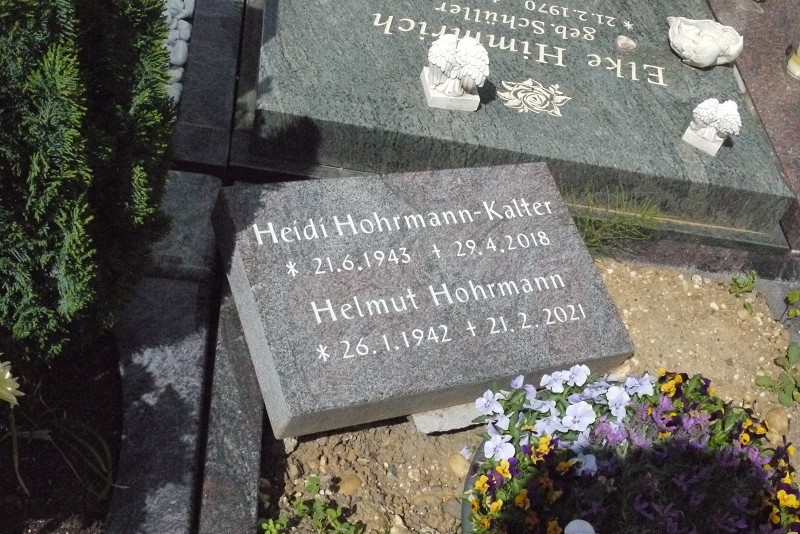 Heidi Hohrmann-Kalter
* 21.6.1943 + 29.4.2018
Helmut Hohrmann
* 26.1.1942 + 21.2.2021
Elke Himmrich
geb Schüller
* 21.2.1970